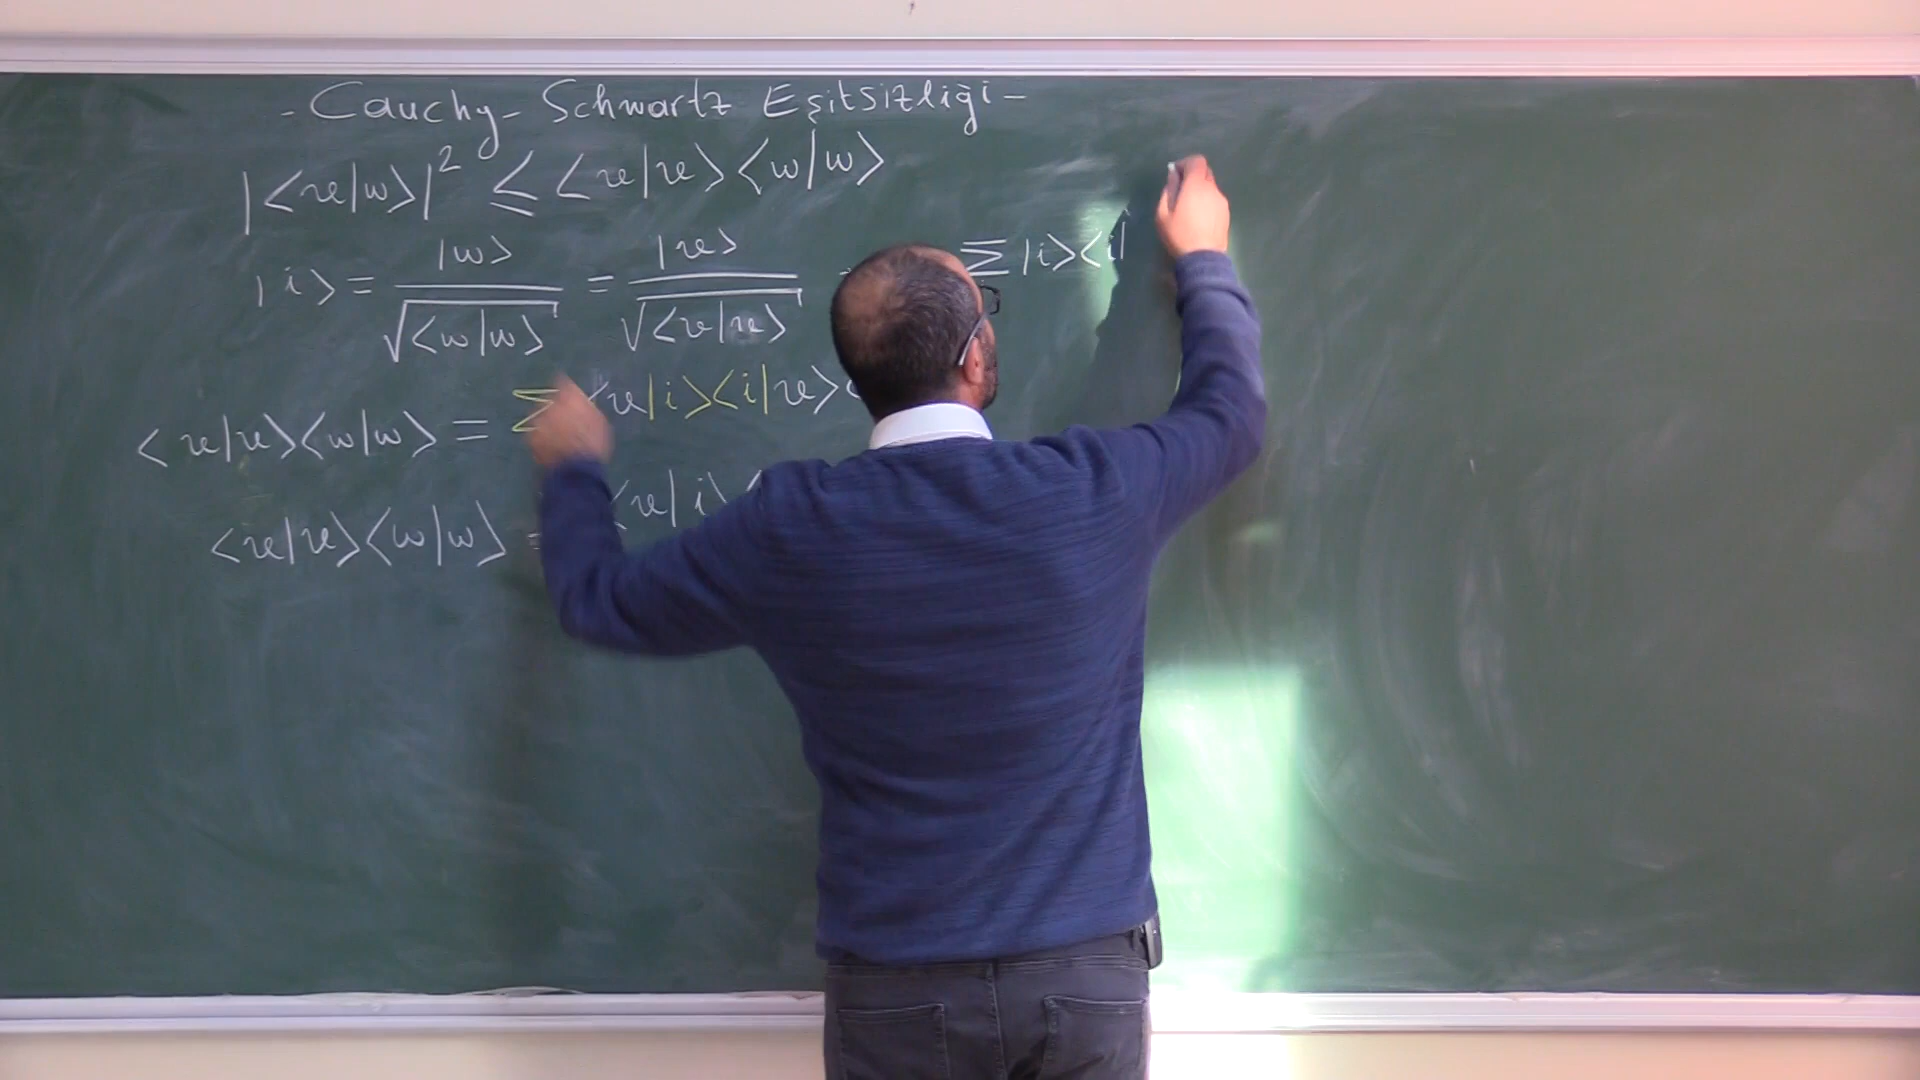 - Cauchy - Schwartz Eşitsizliği -
|<v|w>|² ≤ <v|v><w|w>
|i> = |w> / √<w|w> = |v> / √<v|v> Σ |i><i|
<v|v><w|w> = Σ <v|i><i|v>
<v|v><w|w> = <v|i>